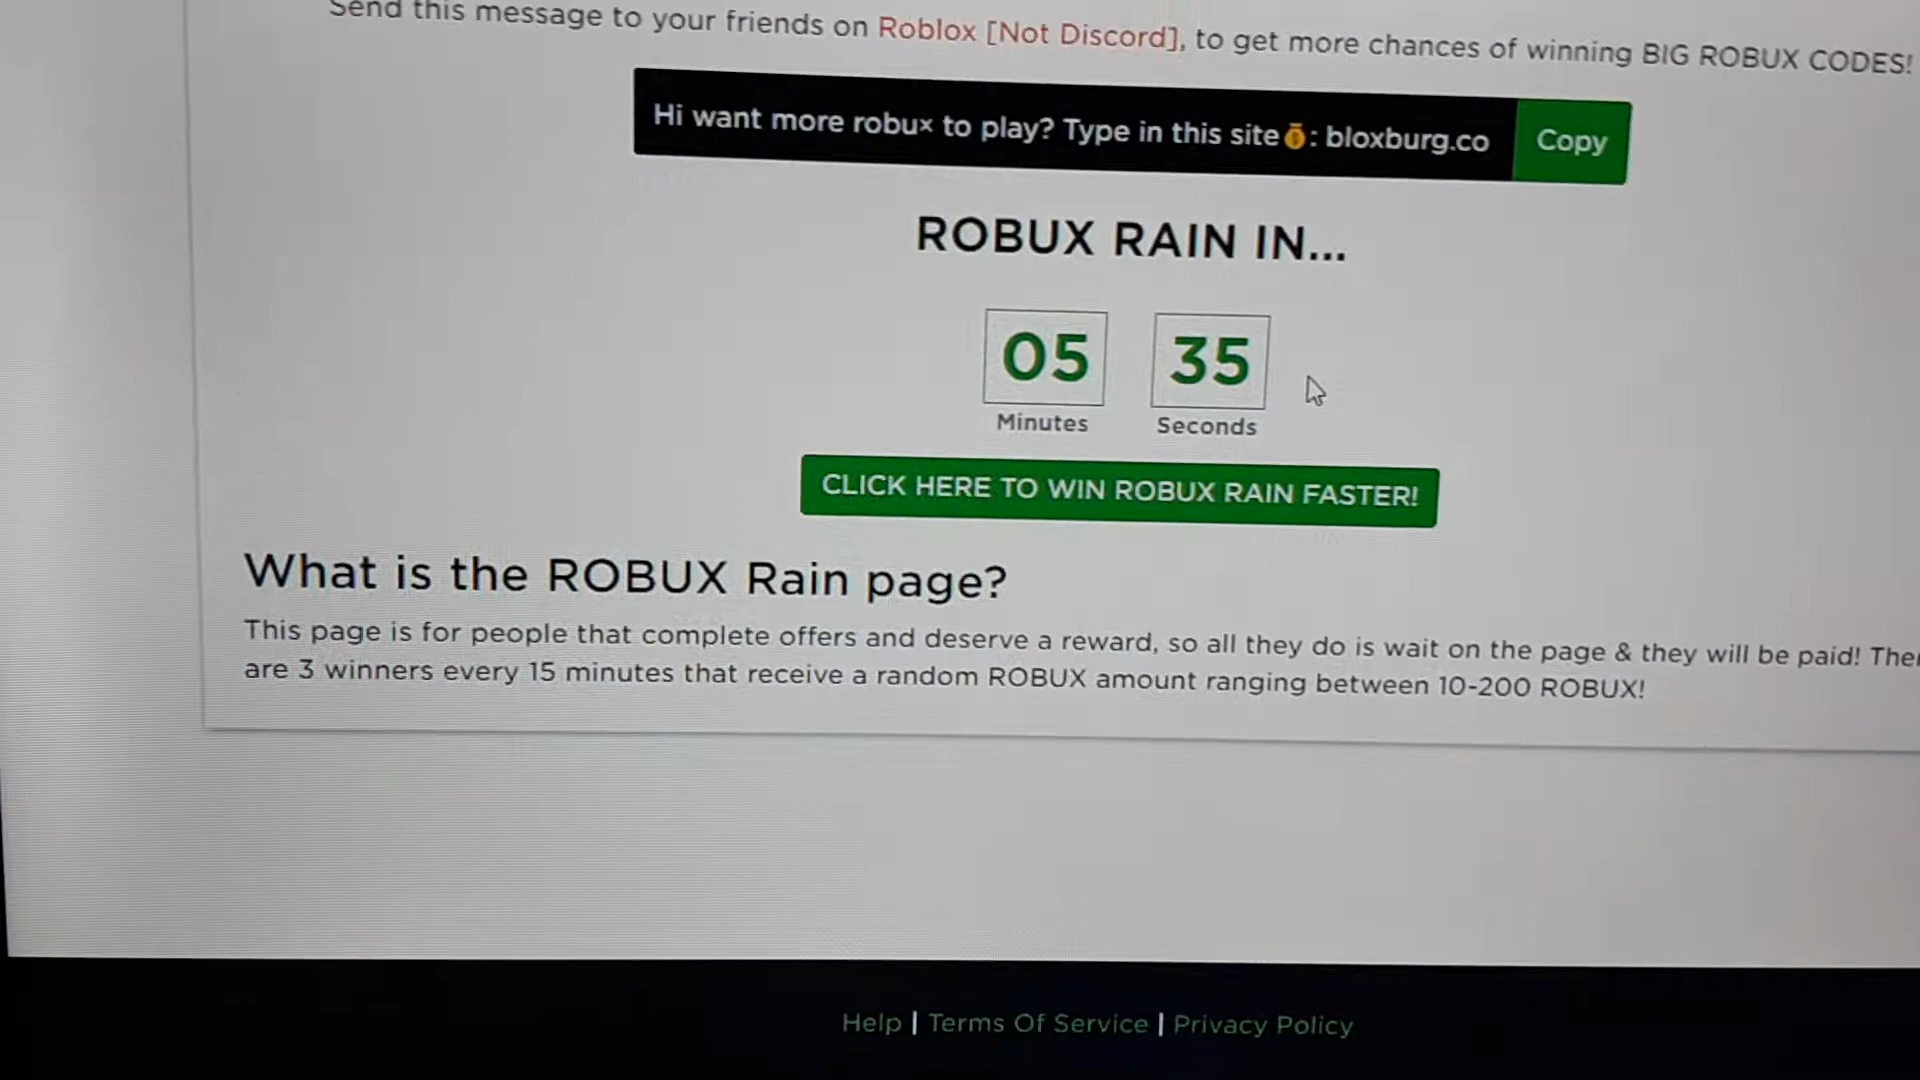 Send this message to your friends on Roblox [Not Discord], to get more chances of winning BIG ROBUX CODES!
Hi want more robux to play? Type in this site💰: bloxburg.co
Copy
ROBUX RAIN IN...
05 35
Minutes Seconds
CLICK HERE TO WIN ROBUX RAIN FASTER!
What is the ROBUX Rain page?
This page is for people that complete offers and deserve a reward, so all they do is wait on the page & they will be paid!
are 3 winners every 15 minutes that receive a random ROBUX amount ranging between 10-200 ROBUX!
Help | Terms Of Service | Privacy Policy